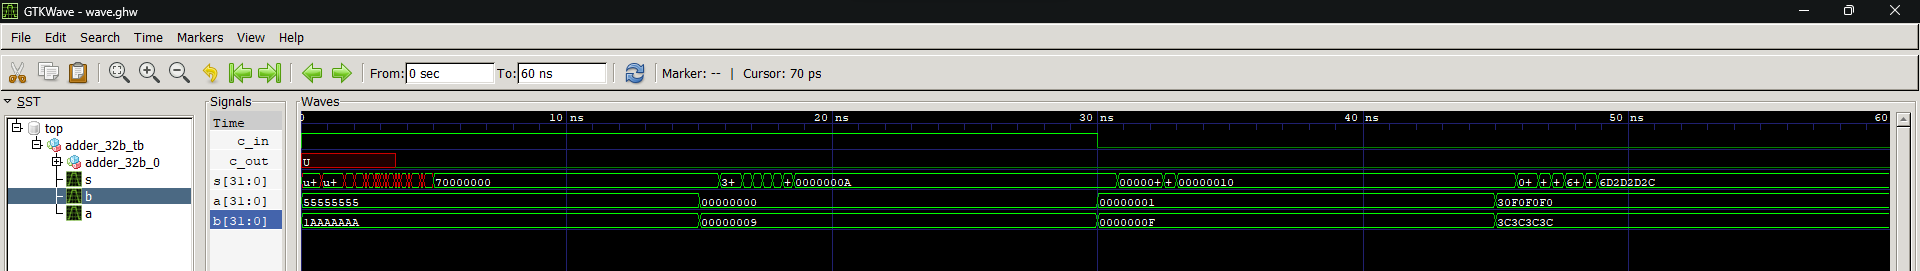 GTKWave - wave.ghw
File Edit Search Time Markers View Help
From: 0 sec To: 60 ns Marker: -- | Cursor: 70 ps
SST
top
adder_32b_tb
adder_32b_0
s
b
a
Signals
Time
c_in
c_out
s[31:0]
a[31:0]
b[31:0]
Waves
0 10 ns 20 ns 30 ns 40 ns 50 ns 60
U
u+ u+ 70000000 3+ + 0000000A 00000+ + 00000010 0+ + + 6+ + 6D2D2D2C
55555555 00000000 00000001 30F0F0F0
1AAAAAAA 00000009 0000000F 3C3C3C3C